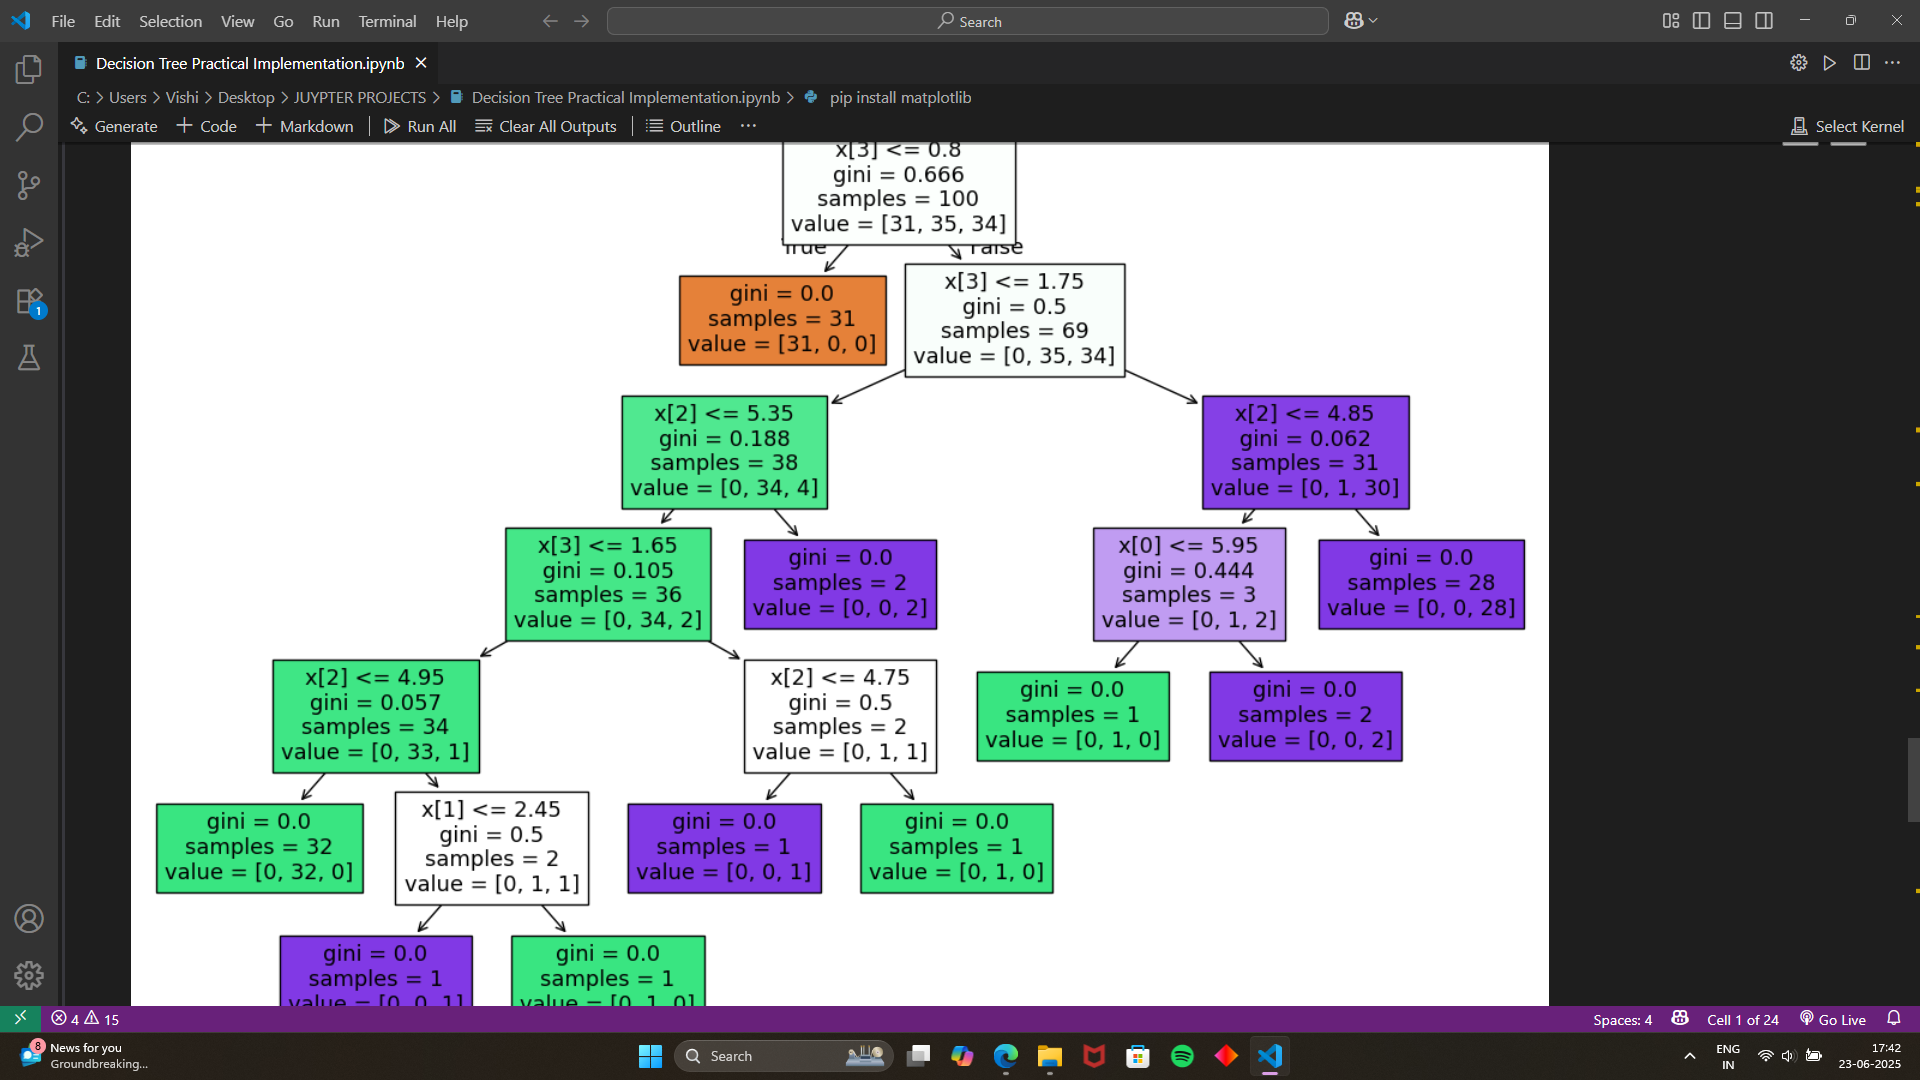 File Edit Selection View Go Run Terminal Help
Search
Decision Tree Practical Implementation.ipynb
C: > Users > Vishi > Desktop > JUYPTER PROJECTS > Decision Tree Practical Implementation.ipynb > pip install matplotlib
Generate + Code + Markdown Run All Clear All Outputs Outline ...
Select Kernel
x[3] <= 0.8
gini = 0.666
samples = 100
value = [31, 35, 34]
True False
gini = 0.0
samples = 31
value = [31, 0, 0]
x[3] <= 1.75
gini = 0.5
samples = 69
value = [0, 35, 34]
x[2] <= 5.35
gini = 0.188
samples = 38
value = [0, 34, 4]
x[2] <= 4.85
gini = 0.062
samples = 31
value = [0, 1, 30]
x[3] <= 1.65
gini = 0.105
samples = 36
value = [0, 34, 2]
gini = 0.0
samples = 2
value = [0, 0, 2]
x[0] <= 5.95
gini = 0.444
samples = 3
value = [0, 1, 2]
gini = 0.0
samples = 28
value = [0, 0, 28]
x[2] <= 4.95
gini = 0.057
samples = 34
value = [0, 33, 1]
x[2] <= 4.75
gini = 0.5
samples = 2
value = [0, 1, 1]
gini = 0.0
samples = 1
value = [0, 1, 0]
gini = 0.0
samples = 2
value = [0, 0, 2]
gini = 0.0
samples = 32
value = [0, 32, 0]
x[1] <= 2.45
gini = 0.5
samples = 2
value = [0, 1, 1]
gini = 0.0
samples = 1
value = [0, 0, 1]
gini = 0.0
samples = 1
value = [0, 1, 0]
gini = 0.0
samples = 1
value = [0, 0, 1]
gini = 0.0
samples = 1
value = [0, 1, 0]
1
4 15
Spaces: 4 Cell 1 of 24 Go Live
8
News for you
Groundbreaking...
Search
ENG
IN
17:42
23-06-2025